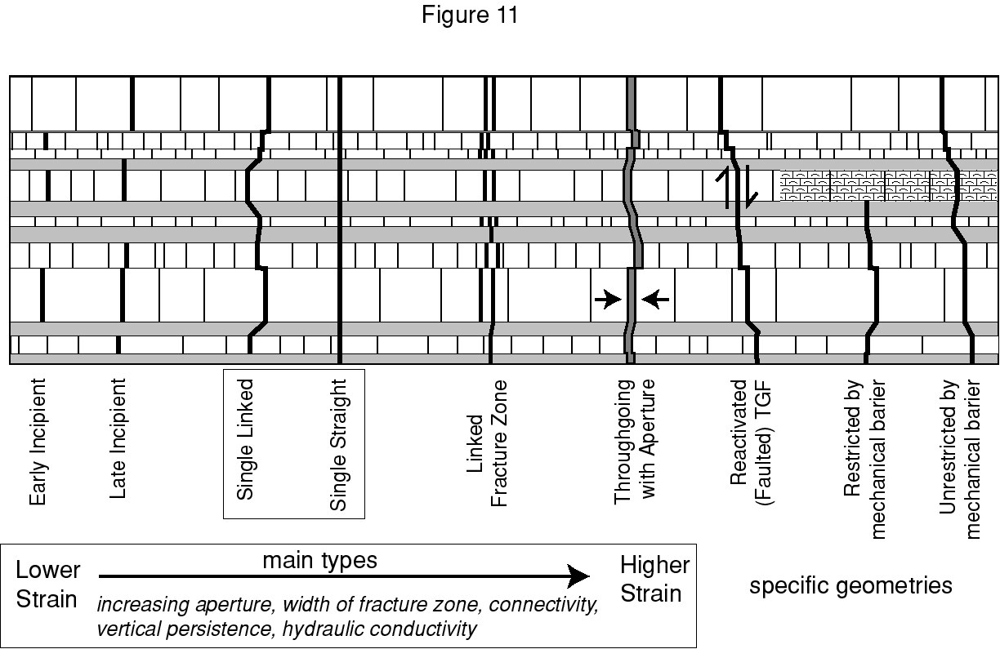 Figure 11
Early Incipient
Late Incipient
Single Linked
Single Straight
Linked
Fracture Zone
Throughgoing
with Aperture
Reactivated
(Faulted) TGF
Restricted by
mechanical barier
Unrestricted by
mechanical barier
Lower
Strain
main types
increasing aperture, width of fracture zone, connectivity,
vertical persistence, hydraulic conductivity
Higher
Strain
specific geometries